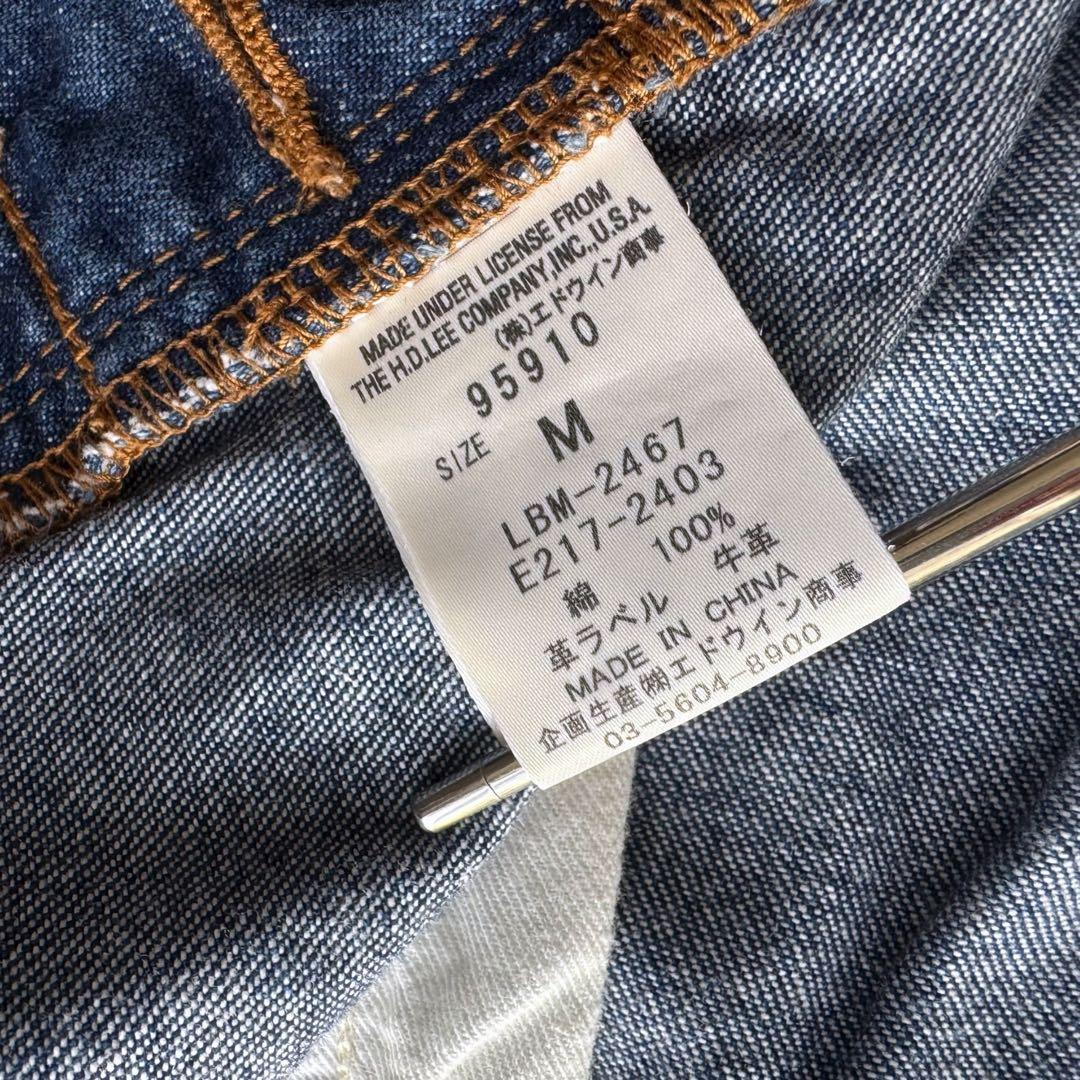 MADE UNDER LICENSE FROM
THE H.D.LEE COMPANY,INC.,U.S.A.
(株)エドウイン商事
95910
SIZE M
LBM-2467
E217-2403
綿 100%
革ラベル 牛革
MADE IN CHINA
企画生産㈱エドウイン商事
03-5604-8900